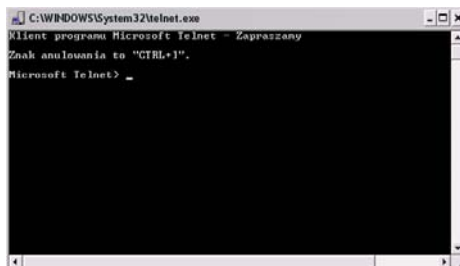 C:\WINDOWS\System32\telnet.exe
Klient programu Microsoft Telnet - Zapraszamy
Znak anulowania to "CTRL+]".
Microsoft Telnet> _